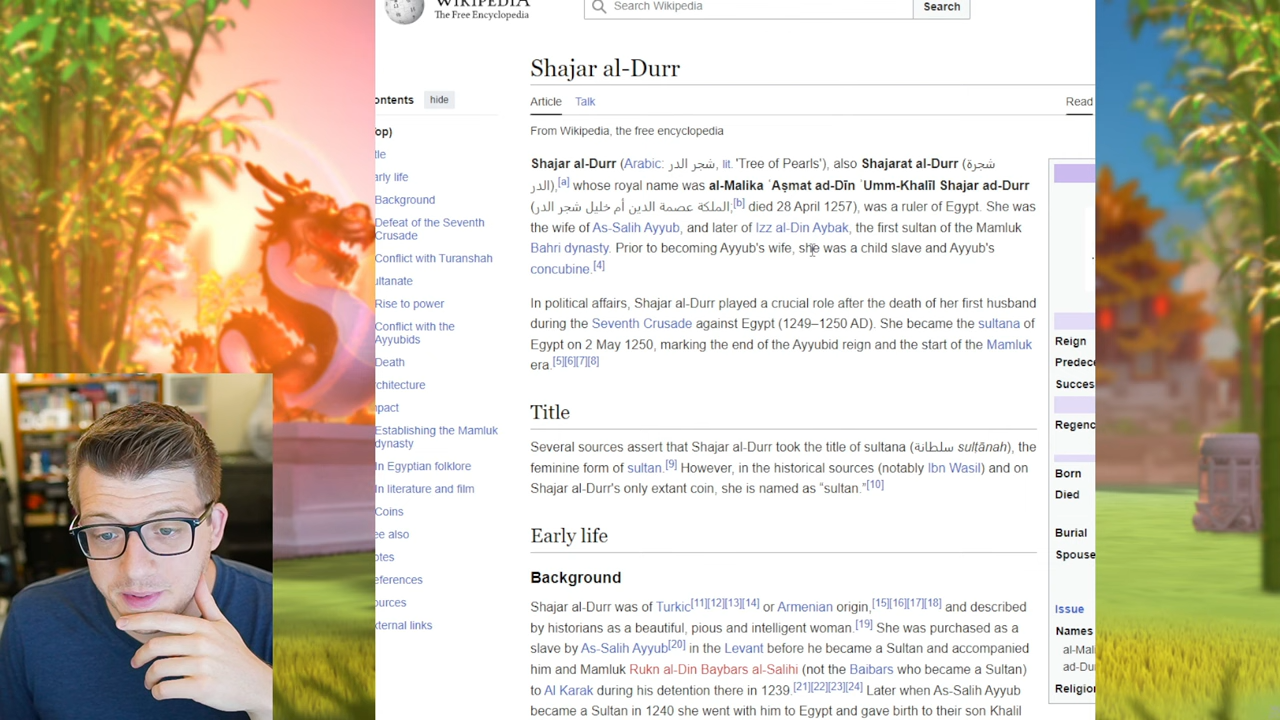 WIKIPEDIA
The Free Encyclopedia
Search Wikipedia
Search
ontents hide
op)
tle
arly life
Background
Defeat of the Seventh
Crusade
Conflict with Turanshah
ultanate
Rise to power
Conflict with the
Ayyubids
Death
chitecture
pact
Establishing the Mamluk
dynasty
In Egyptian folklore
In literature and film
Coins
ee also
otes
eferences
ources
xternal links
Shajar al-Durr
Article Talk
Read
From Wikipedia, the free encyclopedia
Shajar al-Durr (Arabic: شجر الدر, lit. 'Tree of Pearls'), also Shajarat al-Durr (شجرة
الدر),[a] whose royal name was al-Malika ʿAṣmat ad-Dīn ʾUmm-Khalīl Shajar ad-Durr
(الملكة عصمة الدين أم خليل شجر الدر;[b] died 28 April 1257), was a ruler of Egypt. She was
the wife of As-Salih Ayyub, and later of Izz al-Din Aybak, the first sultan of the Mamluk
Bahri dynasty. Prior to becoming Ayyub's wife, she was a child slave and Ayyub's
concubine.[4]
In political affairs, Shajar al-Durr played a crucial role after the death of her first husband
during the Seventh Crusade against Egypt (1249–1250 AD). She became the sultana of
Egypt on 2 May 1250, marking the end of the Ayyubid reign and the start of the Mamluk
era.[5][6][7][8]
Title
Several sources assert that Shajar al-Durr took the title of sultana (سلطانة sulṭānah), the
feminine form of sultan.[9] However, in the historical sources (notably Ibn Wasil) and on
Shajar al-Durr's only extant coin, she is named as “sultan.”[10]
Early life
Background
Shajar al-Durr was of Turkic[11][12][13][14] or Armenian origin,[15][16][17][18] and described
by historians as a beautiful, pious and intelligent woman.[19] She was purchased as a
slave by As-Salih Ayyub[20] in the Levant before he became a Sultan and accompanied
him and Mamluk Rukn al-Din Baybars al-Salihi (not the Baibars who became a Sultan)
to Al Karak during his detention there in 1239.[21][22][23][24] Later when As-Salih Ayyub
became a Sultan in 1240 she went with him to Egypt and gave birth to their son Khalil
Reign
Predec
Succes
Regenc
Born
Died
Burial
Spouse
Issue
Names
al-Mal
ad-Du
Religio